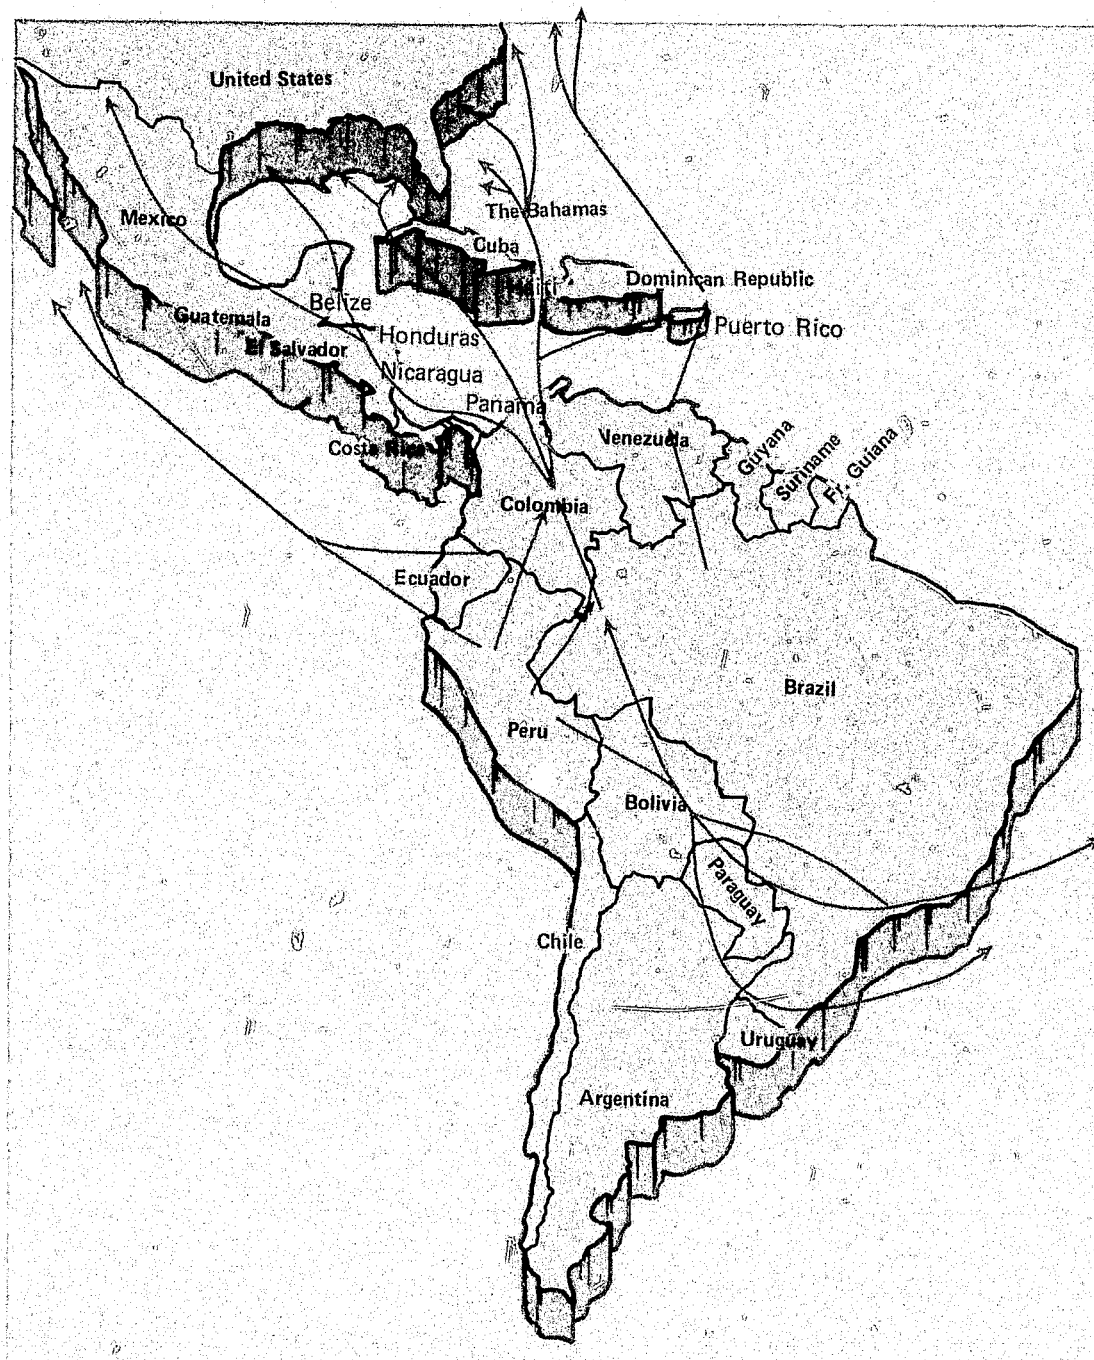 United States
Mexico
The Bahamas
Cuba
Haiti
Dominican Republic
Puerto Rico
Belize
Guatemala
Honduras
El Salvador
Nicaragua
Panama
Costa Rica
Venezuela
Guyana
Suriname
Fr. Guiana
Colombia
Ecuador
Brazil
Peru
Bolivia
Paraguay
Chile
Uruguay
Argentina